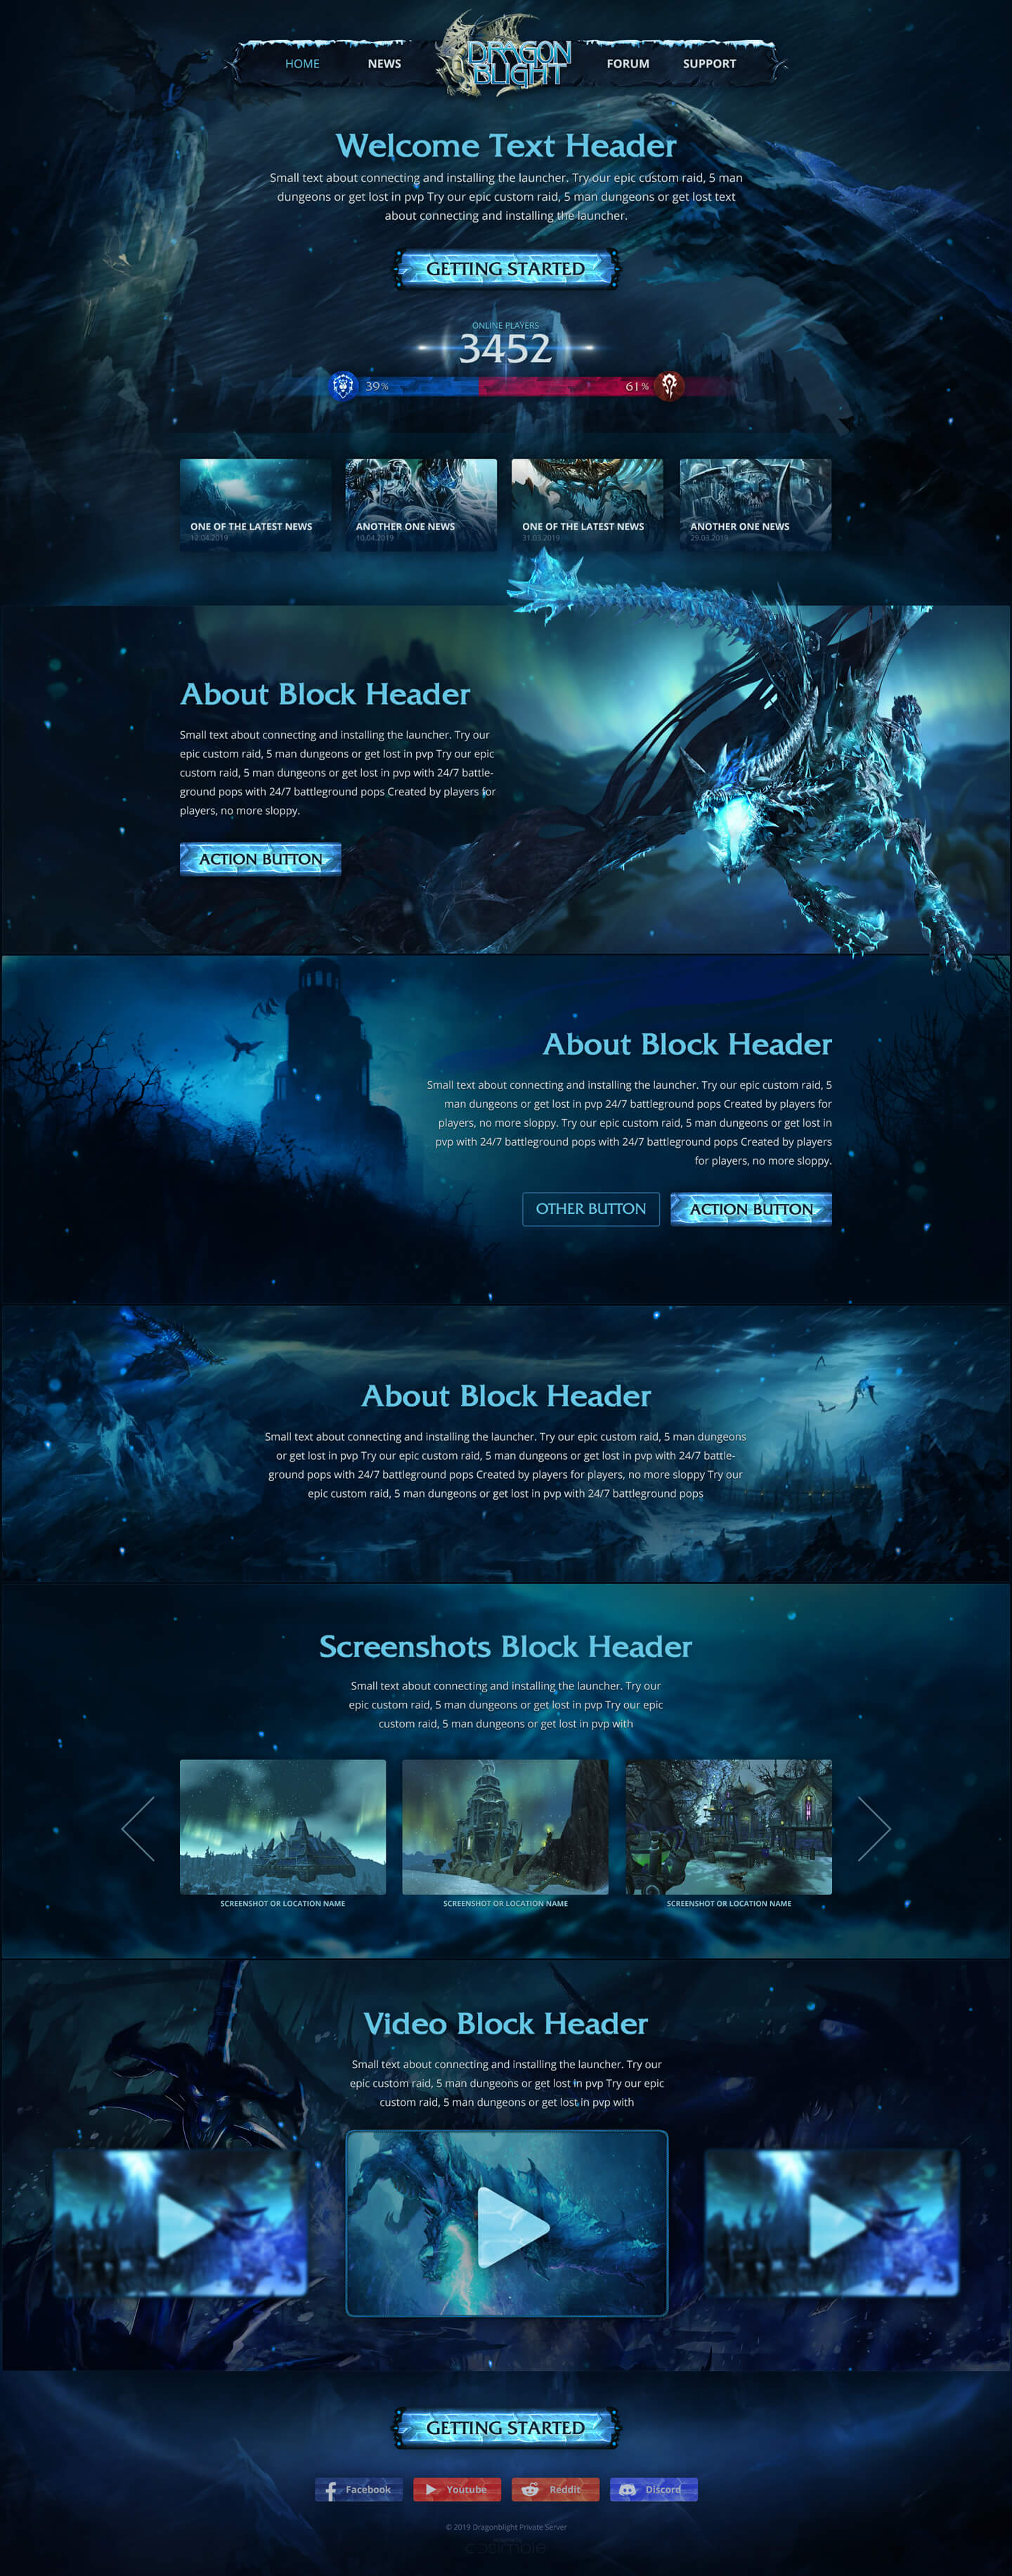 HOME
NEWS
DRAGON
BLIGHT
FORUM
SUPPORT
Welcome Text Header
Small text about connecting and installing the launcher. Try our epic custom raid, 5 man
dungeons or get lost in pvp Try our epic custom raid, 5 man dungeons or get lost text
about connecting and installing the launcher.
GETTING STARTED
ONLINE PLAYERS
3452
39%
61%
ONE OF THE LATEST NEWS
12.04.2019
ANOTHER ONE NEWS
10.04.2019
ONE OF THE LATEST NEWS
31.03.2019
ANOTHER ONE NEWS
29.03.2019
About Block Header
Small text about connecting and installing the launcher. Try our
epic custom raid, 5 man dungeons or get lost in pvp Try our epic
custom raid, 5 man dungeons or get lost in pvp with 24/7 battle-
ground pops with 24/7 battleground pops Created by players for
players, no more sloppy.
ACTION BUTTON
About Block Header
Small text about connecting and installing the launcher. Try our epic custom raid, 5
man dungeons or get lost in pvp 24/7 battleground pops Created by players for
players, no more sloppy. Try our epic custom raid, 5 man dungeons or get lost in
pvp with 24/7 battleground pops with 24/7 battleground pops Created by players
for players, no more sloppy.
OTHER BUTTON
ACTION BUTTON
About Block Header
Small text about connecting and installing the launcher. Try our epic custom raid, 5 man dungeons
or get lost in pvp Try our epic custom raid, 5 man dungeons or get lost in pvp with 24/7 battle-
ground pops with 24/7 battleground pops Created by players for players, no more sloppy Try our
epic custom raid, 5 man dungeons or get lost in pvp with 24/7 battleground pops
Screenshots Block Header
Small text about connecting and installing the launcher. Try our
epic custom raid, 5 man dungeons or get lost in pvp Try our epic
custom raid, 5 man dungeons or get lost in pvp with
SCREENSHOT OR LOCATION NAME
SCREENSHOT OR LOCATION NAME
SCREENSHOT OR LOCATION NAME
Video Block Header
Small text about connecting and installing the launcher. Try our
epic custom raid, 5 man dungeons or get lost in pvp Try our epic
custom raid, 5 man dungeons or get lost in pvp with
GETTING STARTED
Facebook
Youtube
Reddit
Discord
© 2019 Dragonblight Private Server